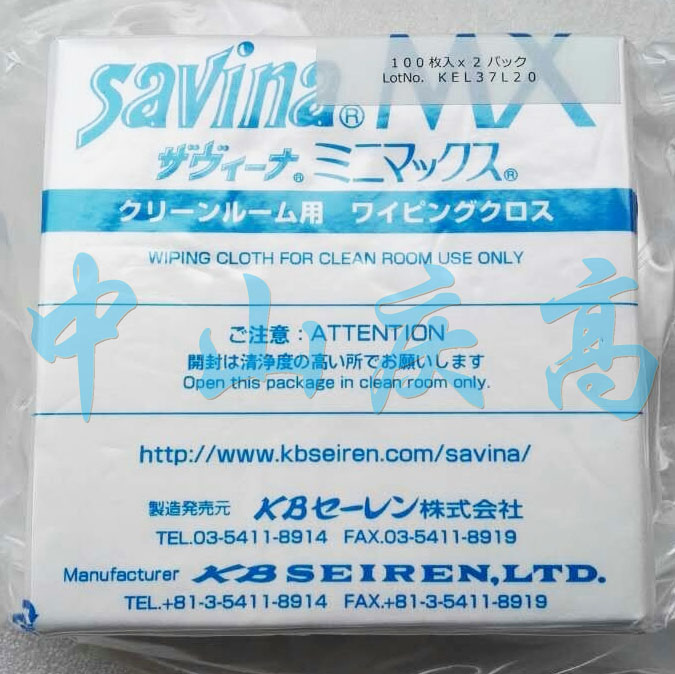 100枚入 x 2 パック
LotNo. KEL37L20
savina® MX
ザヴィーナ® ミニマックス®
クリーンルーム用 ワイピングクロス
WIPING CLOTH FOR CLEAN ROOM USE ONLY
中山庆高
ご注意：ATTENTION
開封は清浄度の高い所でお願いします
Open this package in clean room only.
http://www.kbseiren.com/savina/
製造発売元 KBセーレン株式会社
TEL.03-5411-8914 FAX.03-5411-8919
Manufacturer KB SEIREN,LTD.
TEL.+81-3-5411-8914 FAX.+81-3-5411-8919